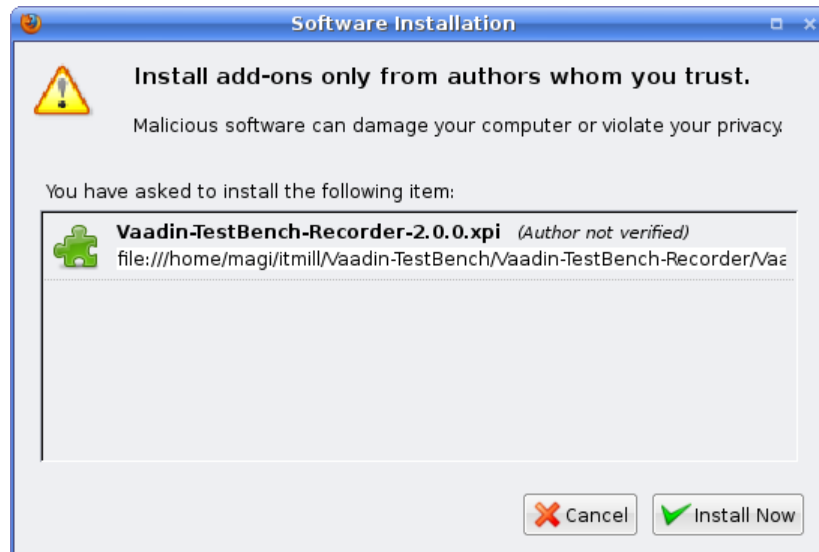 Software Installation
Install add-ons only from authors whom you trust.
Malicious software can damage your computer or violate your privacy.
You have asked to install the following item:
Vaadin-TestBench-Recorder-2.0.0.xpi (Author not verified)
file:///home/magi/itmill/Vaadin-TestBench/Vaadin-TestBench-Recorder/Vaa
Cancel
Install Now